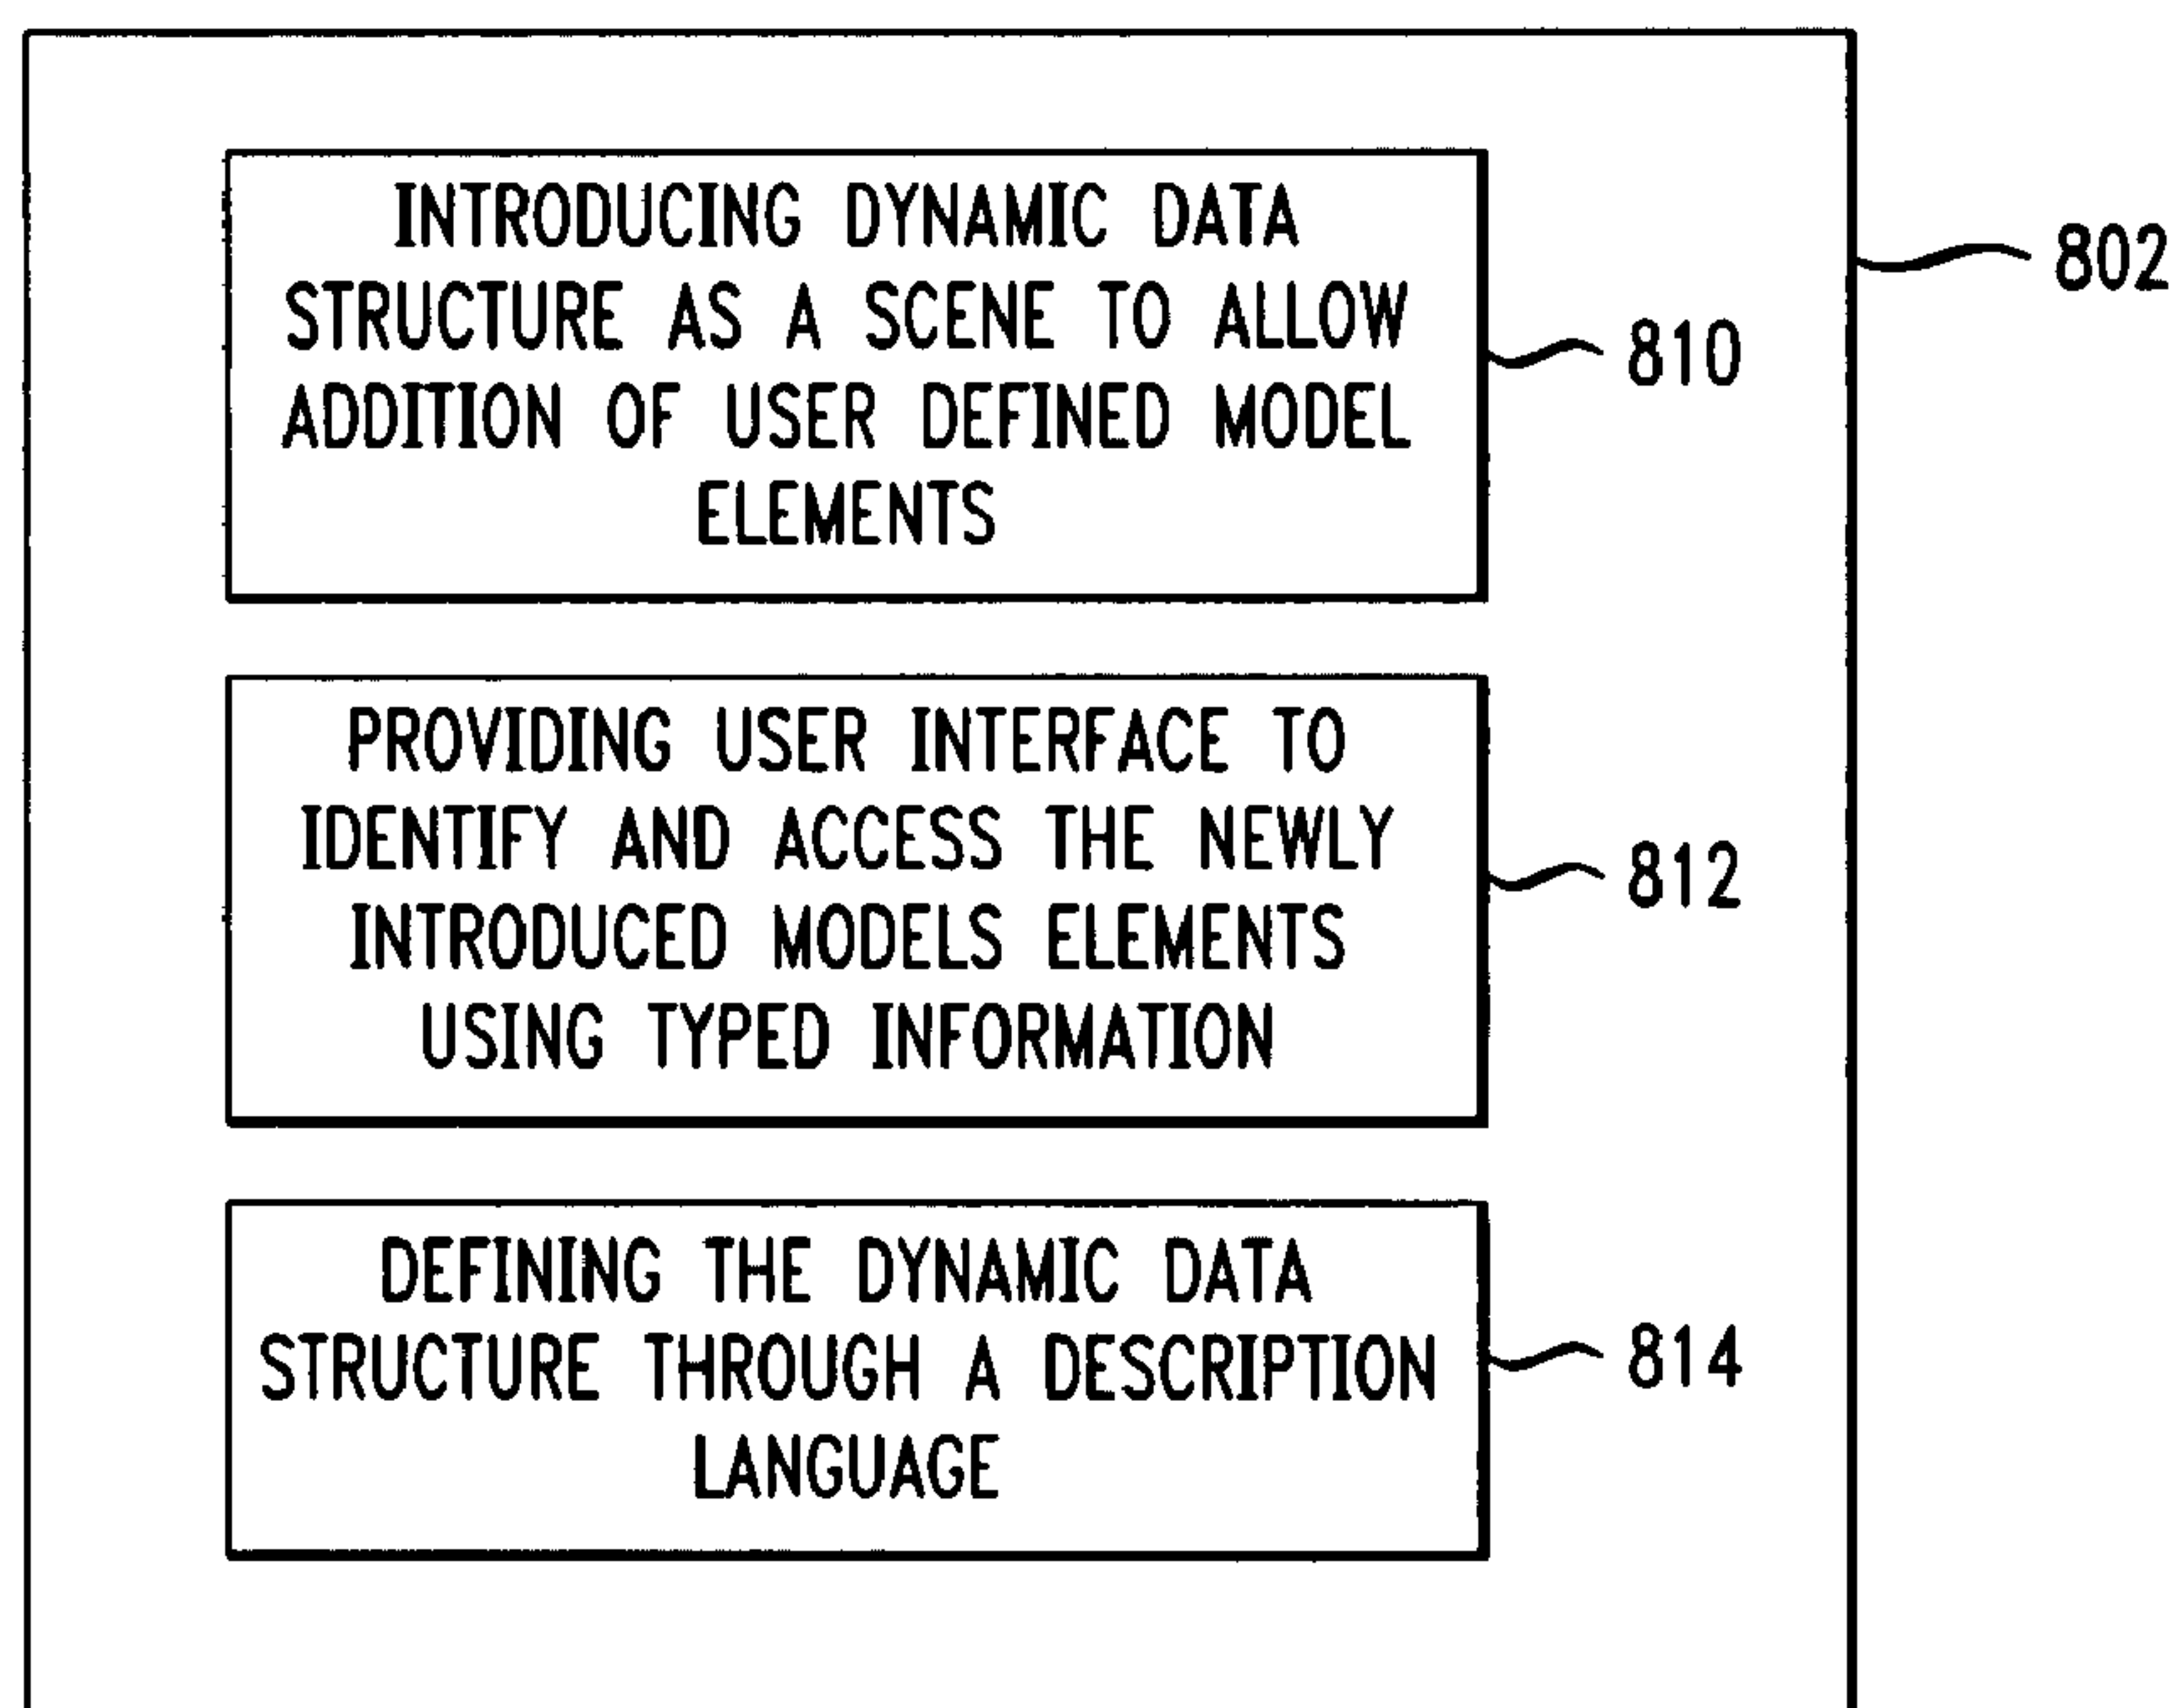 INTRODUCING DYNAMIC DATA
STRUCTURE AS A SCENE TO ALLOW
ADDITION OF USER DEFINED MODEL
ELEMENTS
802
810
PROVIDING USER INTERFACE TO
IDENTIFY AND ACCESS THE NEWLY
INTRODUCED MODELS ELEMENTS
USING TYPED INFORMATION
812
DEFINING THE DYNAMIC DATA
STRUCTURE THROUGH A DESCRIPTION
LANGUAGE
814